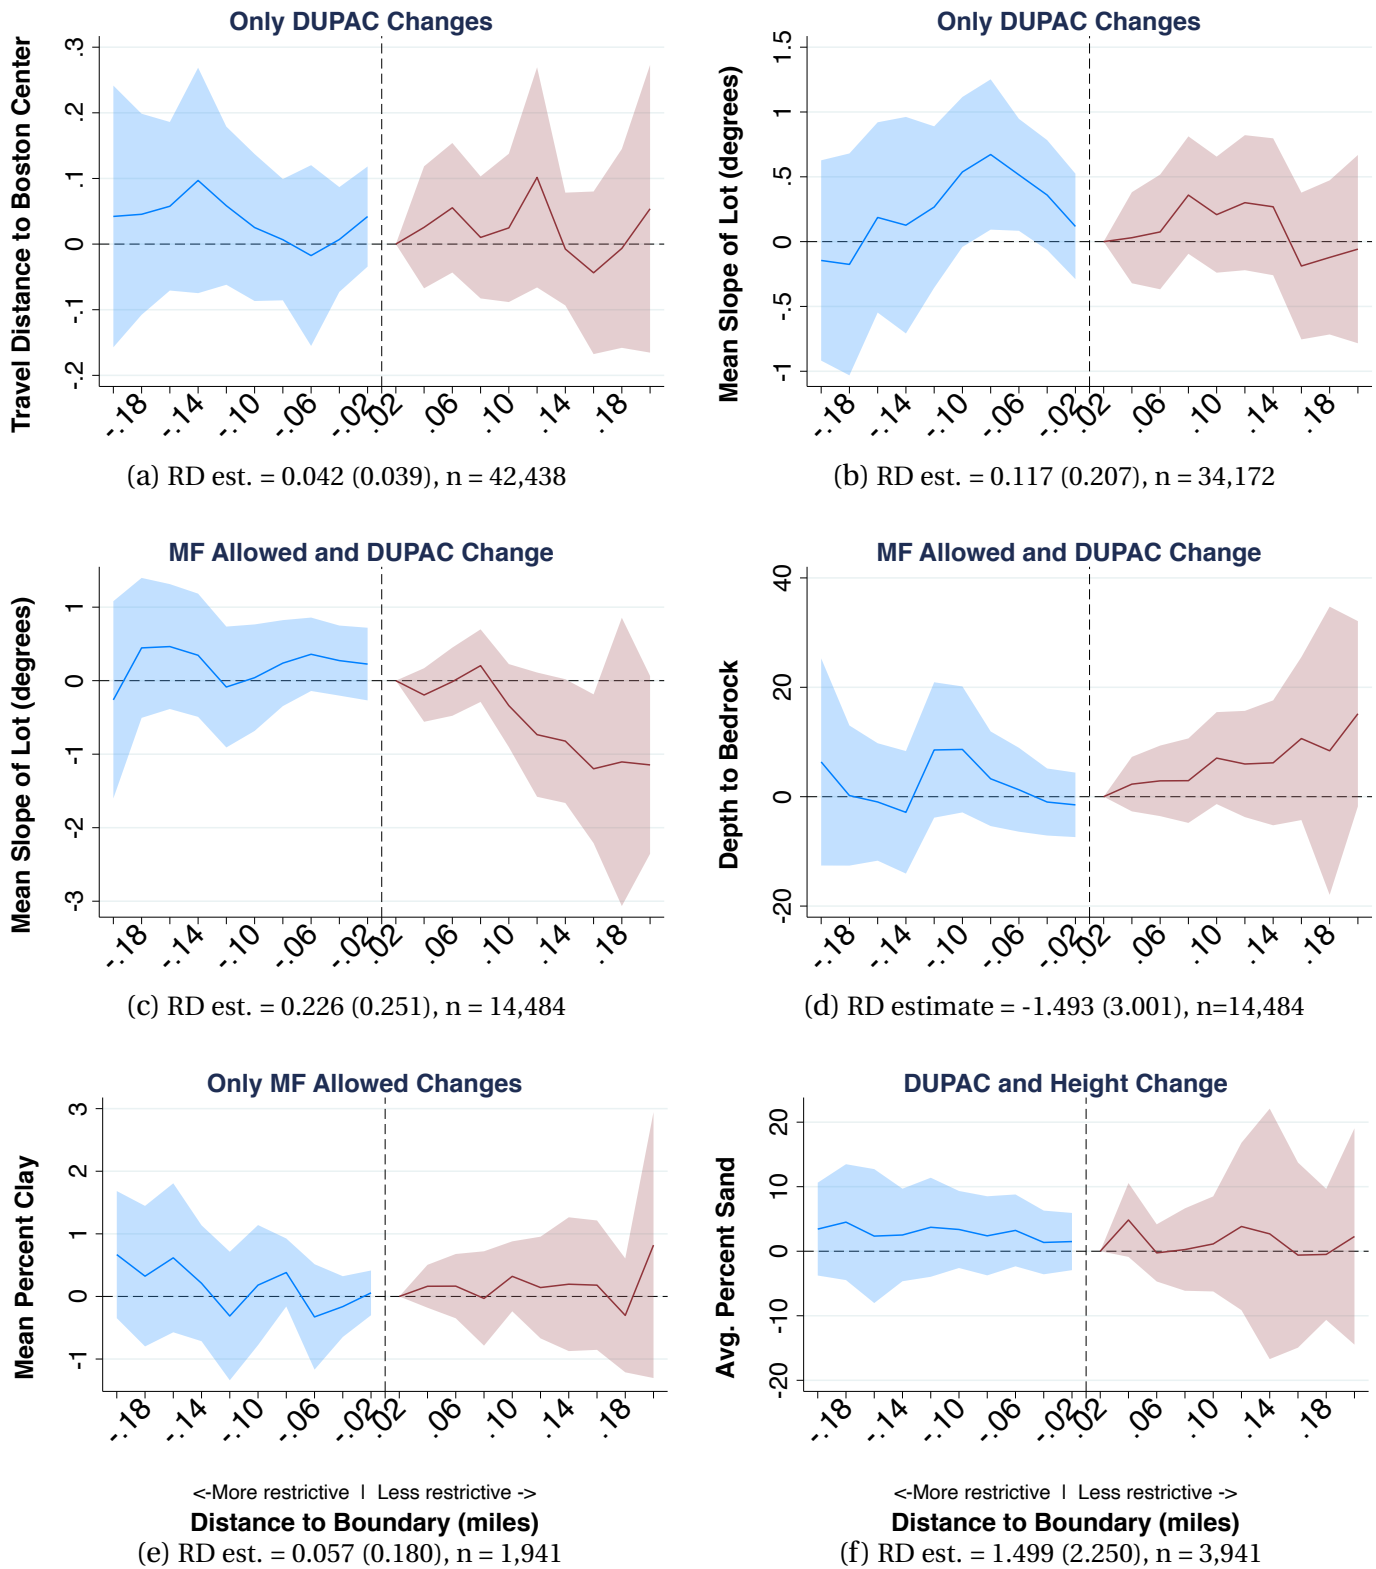 Only DUPAC Changes
Travel Distance to Boston Center
.3
.2
.1
0
-.1
-.2
-.18 -.14 -.10 -.06 -.02 .02 .06 .10 .14 .18
(a) RD est. = 0.042 (0.039), n = 42,438
Only DUPAC Changes
Mean Slope of Lot (degrees)
1.5
1
.5
0
-.5
-1
-.18 -.14 -.10 -.06 -.02 .02 .06 .10 .14 .18
(b) RD est. = 0.117 (0.207), n = 34,172
MF Allowed and DUPAC Change
Mean Slope of Lot (degrees)
1
0
-1
-2
-3
-.18 -.14 -.10 -.06 -.02 .02 .06 .10 .14 .18
(c) RD est. = 0.226 (0.251), n = 14,484
MF Allowed and DUPAC Change
Depth to Bedrock
40
20
0
-20
-.18 -.14 -.10 -.06 -.02 .02 .06 .10 .14 .18
(d) RD estimate = -1.493 (3.001), n=14,484
Only MF Allowed Changes
Mean Percent Clay
3
2
1
0
-1
-.18 -.14 -.10 -.06 -.02 .02 .06 .10 .14 .18
<-More restrictive | Less restrictive ->
Distance to Boundary (miles)
(e) RD est. = 0.057 (0.180), n = 1,941
DUPAC and Height Change
Avg. Percent Sand
20
10
0
-10
-20
-.18 -.14 -.10 -.06 -.02 .02 .06 .10 .14 .18
<-More restrictive | Less restrictive ->
Distance to Boundary (miles)
(f) RD est. = 1.499 (2.250), n = 3,941